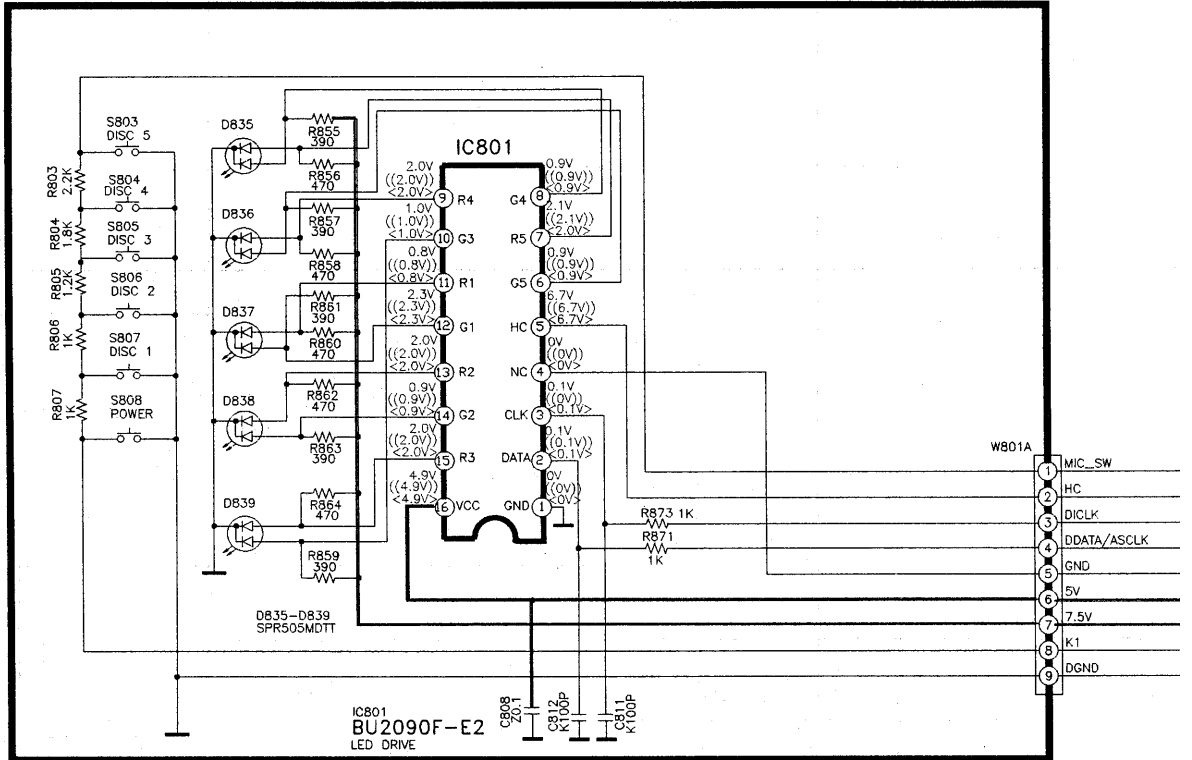 S803
DISC 5
R803
2.2K
S804
DISC 4
R804
1.8K
S805
DISC 3
R805
1.2K
S806
DISC 2
R806
1K
S807
DISC 1
R807
1K
S808
POWER
D835
D836
D837
D838
D839
R855
390
R856
470
R857
390
R858
470
R861
390
R860
470
R862
470
R863
390
R864
470
R859
390
D835-D839
SPR505MDTT
IC801
2.0V
((2.0V))
<2.0V>
9 R4
1.0V
((1.0V))
<1.0V>
10 G3
0.8V
((0.8V))
<0.8V>
11 R1
2.3V
((2.3V))
<2.3V>
12 G1
2.0V
((2.0V))
<2.0V>
13 R2
0.9V
((0.9V))
<0.9V>
14 G2
2.0V
((2.0V))
<2.0V>
15 R3
4.9V
((4.9V))
<4.9V>
16 VCC
0.9V
((0.9V))
<0.9V>
G4 8
2.1V
((2.1V))
<2.0V>
R5 7
0.9V
((0.9V))
<0.9V>
G5 6
6.7V
((6.7V))
<6.7V>
HC 5
0V
((0V))
<0V>
NC 4
0.1V
((0V))
<0.1V>
CLK 3
0.1V
((0.1V))
<0.1V>
DATA 2
0V
((0V))
<0V>
GND 1
R873 1K
R871
1K
W801A
1 MIC_SW
2 HC
3 DICLK
4 DDATA/ASCLK
5 GND
6 5V
7 7.5V
8 K1
9 DGND
C808
Z0.1
C812
K100P
C811
K100P
IC801
BU2090F-E2
LED DRIVE